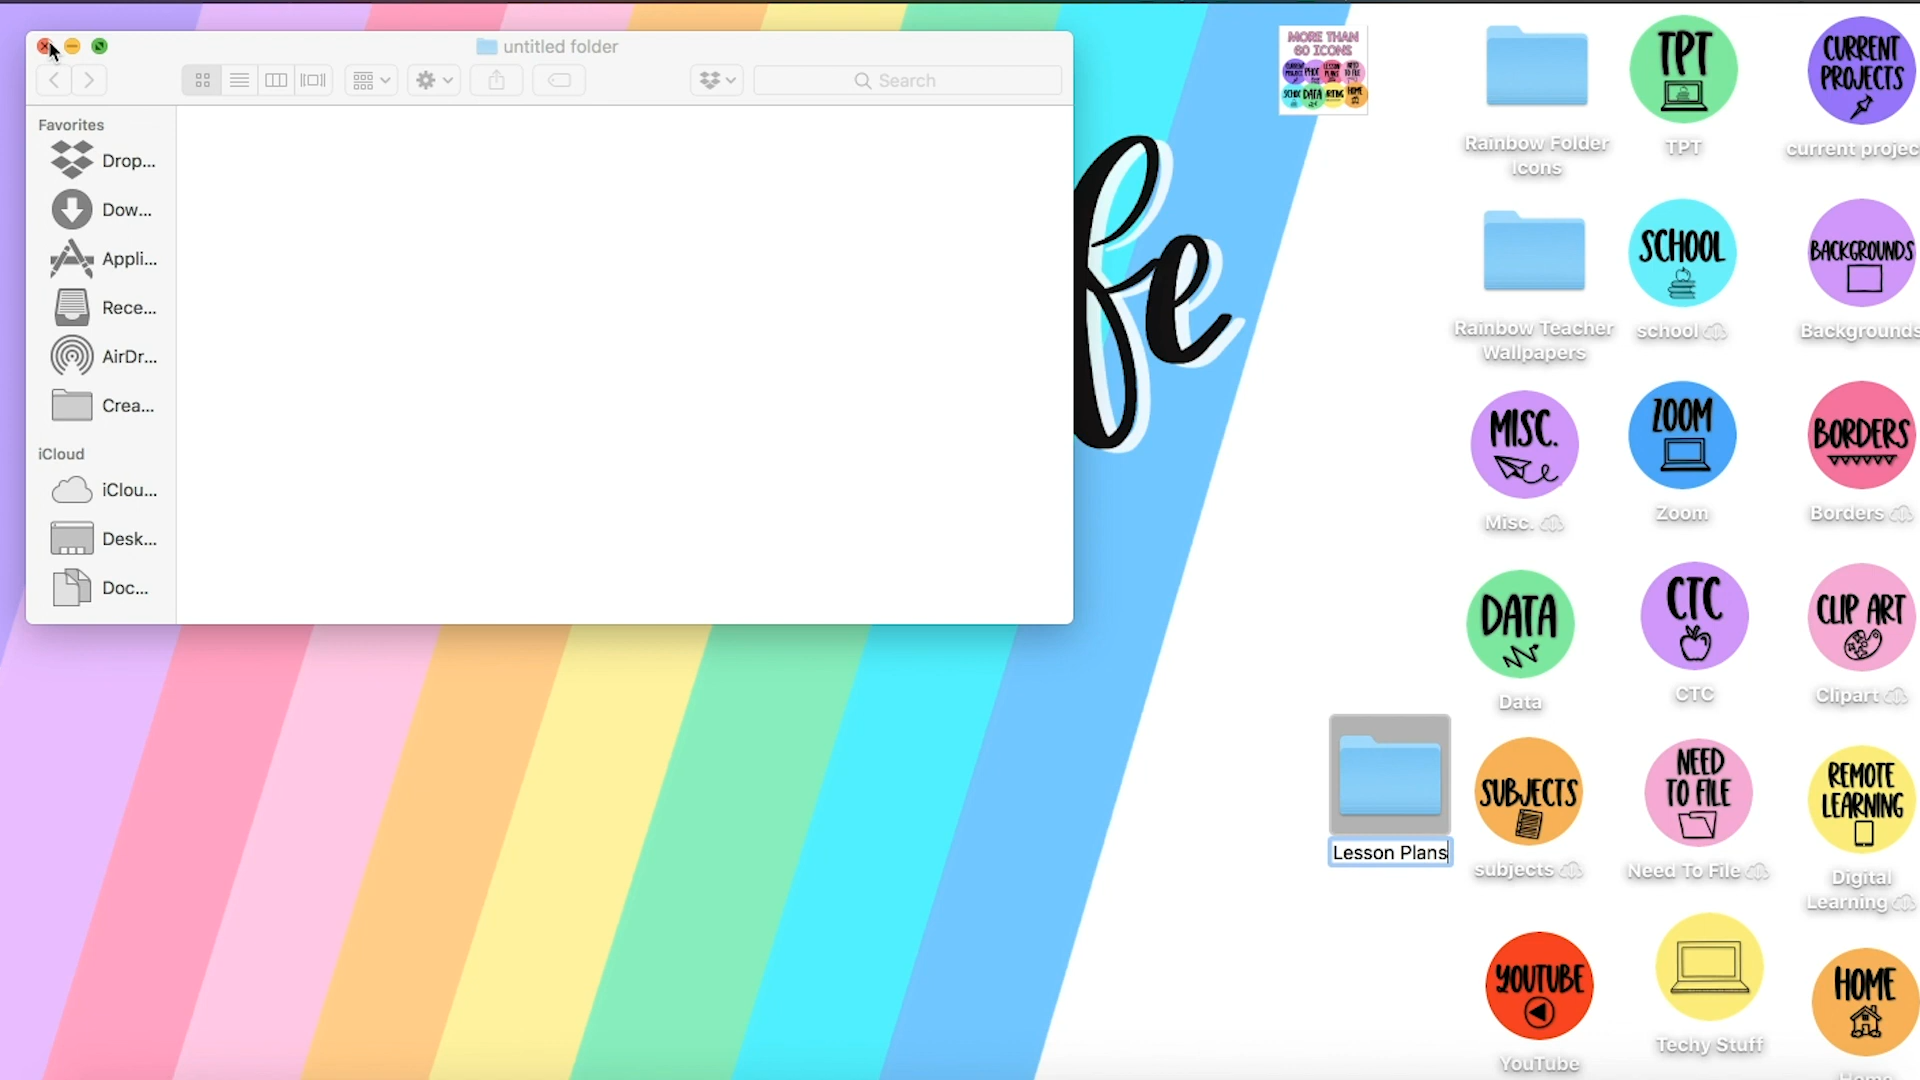 untitled folder
Search
Favorites
Drop...
Dow...
Appli...
Rece...
AirDr...
Crea...
iCloud
iClou...
Desk...
Doc...
fe
MORE THAN
60 ICONS
Rainbow Folder
Icons
TPT
TPT
CURRENT
PROJECTS
current projec
Rainbow Teacher
Wallpapers
SCHOOL
school
BACKGROUNDS
Backgrounds
MISC.
Misc.
ZOOM
Zoom
BORDERS
Borders
DATA
Data
CTC
CTC
CLIP ART
Clipart
Lesson Plans
SUBJECTS
subjects
NEED
TO FILE
Need To File
REMOTE
LEARNING
Digital
Learning
YOUTUBE
YouTube
Techy Stuff
HOME
Home